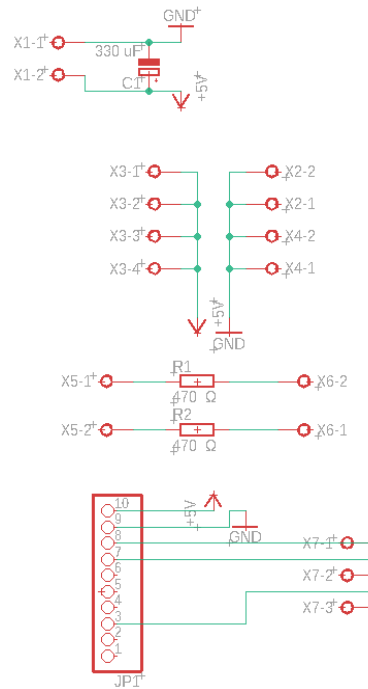 GND
X1-1
330 uF
X1-2
C1
+5V
X3-1 X2-2
X3-2 X2-1
X3-3 X4-2
X3-4 X4-1
+5V
GND
R1
X5-1 X6-2
470 Ω
R2
X5-2 X6-1
470 Ω
10
9
+5V
GND
8
X7-1
7
6
X7-2
5
4
X7-3
3
2
1
JP1